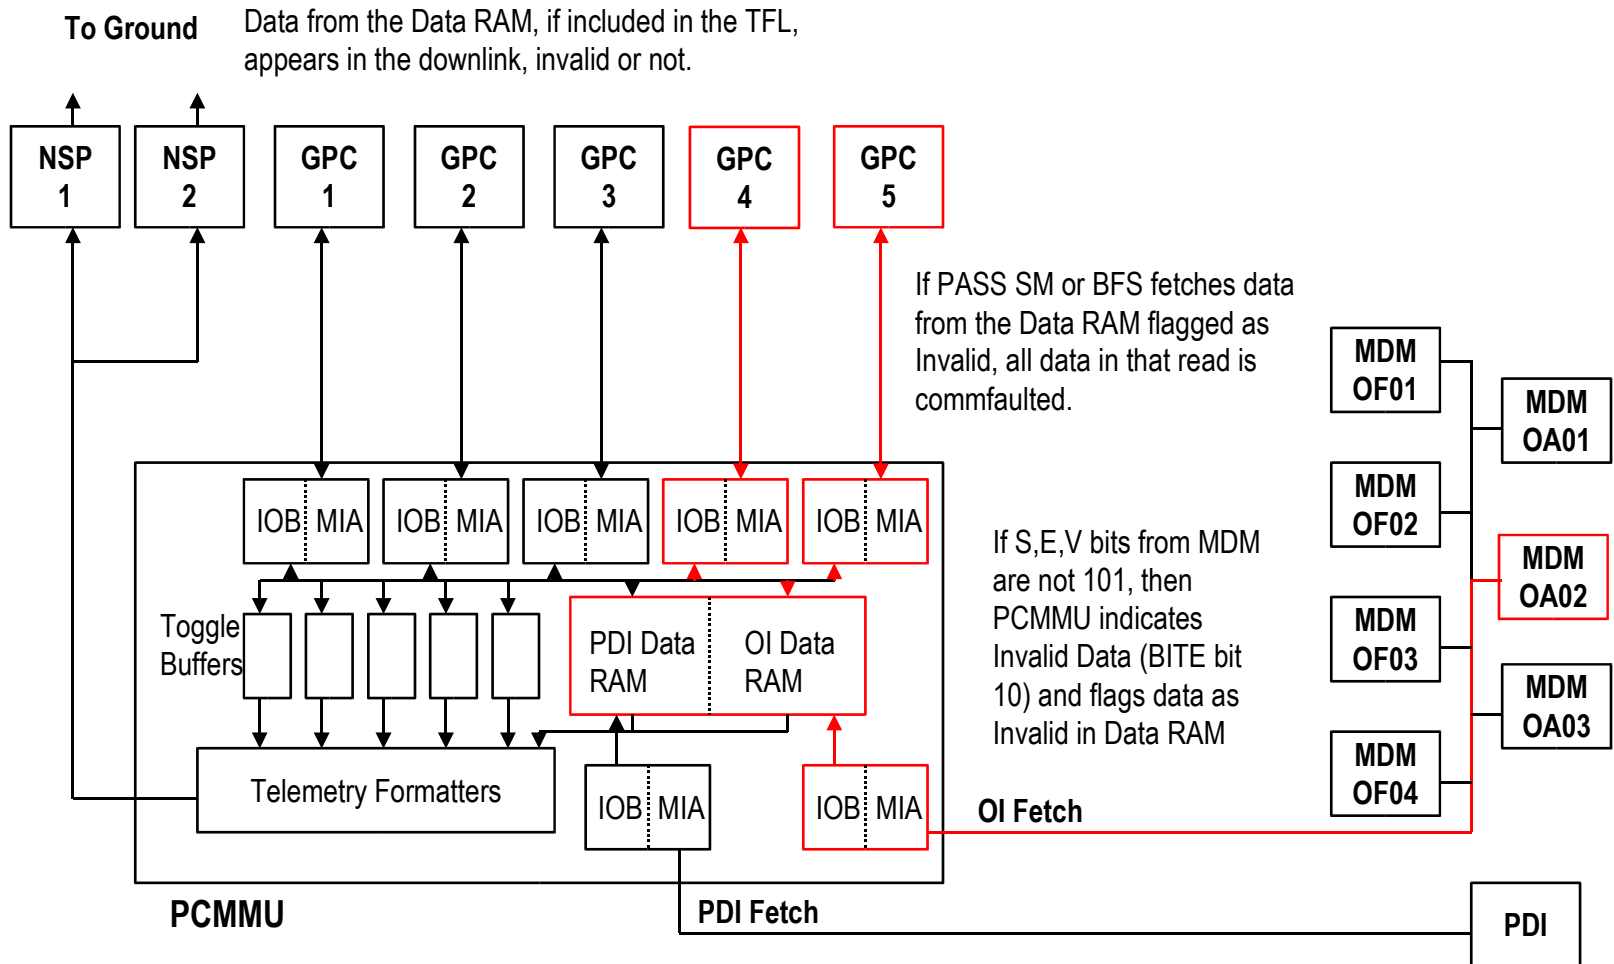 To Ground
Data from the Data RAM, if included in the TFL,
appears in the downlink, invalid or not.
NSP
1
NSP
2
GPC
1
GPC
2
GPC
3
GPC
4
GPC
5
If PASS SM or BFS fetches data
from the Data RAM flagged as
Invalid, all data in that read is
commfaulted.
MDM
OF01
MDM
OA01
MDM
OF02
MDM
OA02
MDM
OF03
MDM
OA03
MDM
OF04
IOB MIA
IOB MIA
IOB MIA
IOB MIA
IOB MIA
If S,E,V bits from MDM
are not 101, then
PCMMU indicates
Invalid Data (BITE bit
10) and flags data as
Invalid in Data RAM
Toggle
Buffers
PDI Data
RAM
OI Data
RAM
Telemetry Formatters
IOB MIA
IOB MIA
OI Fetch
PCMMU
PDI Fetch
PDI